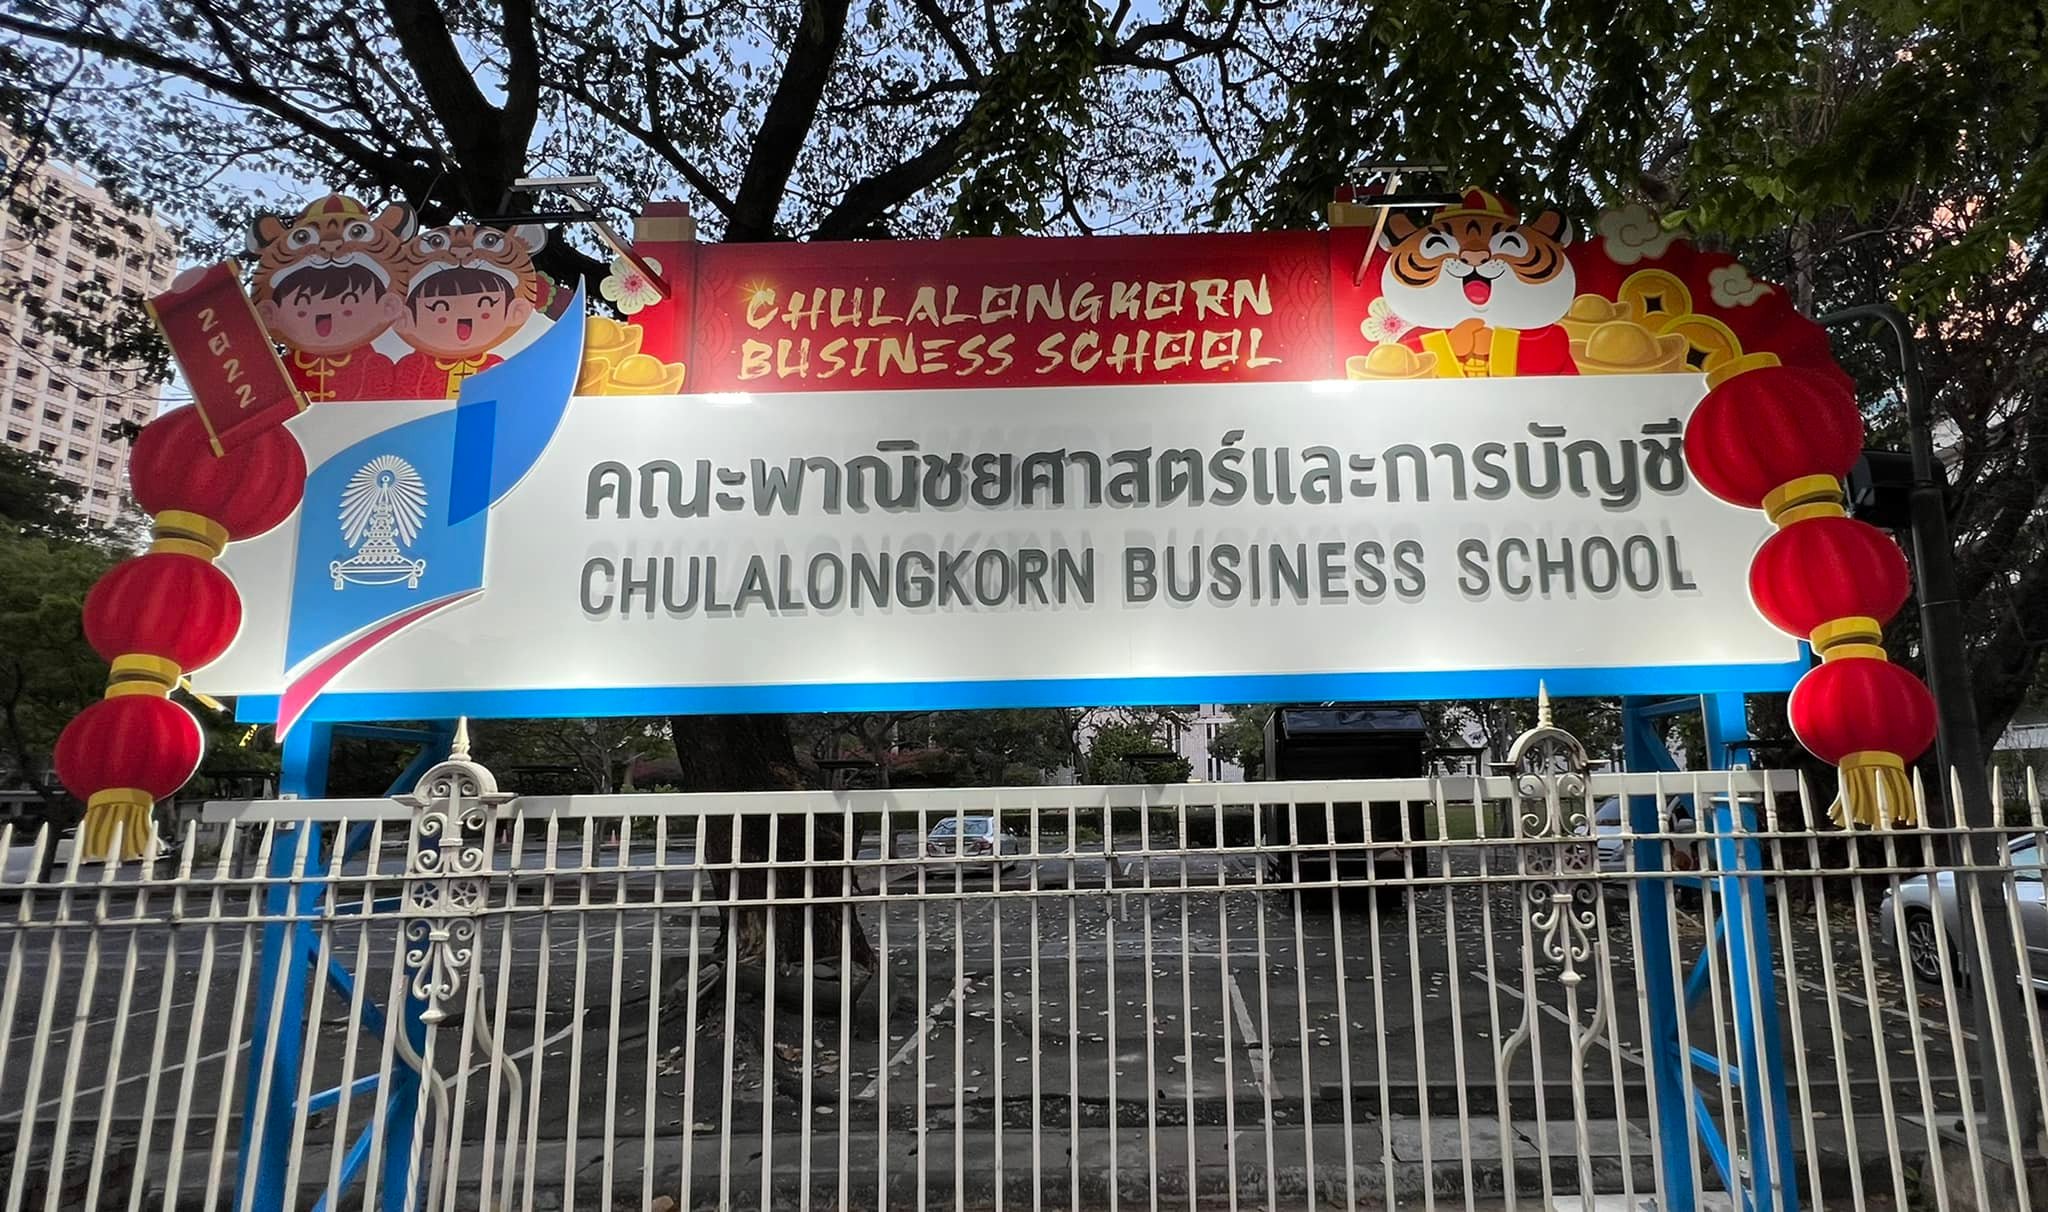 2022
CHULALONGKORN
BUSINESS SCHOOL
คณะพาณิชยศาสตร์และการบัญชี
CHULALONGKORN BUSINESS SCHOOL